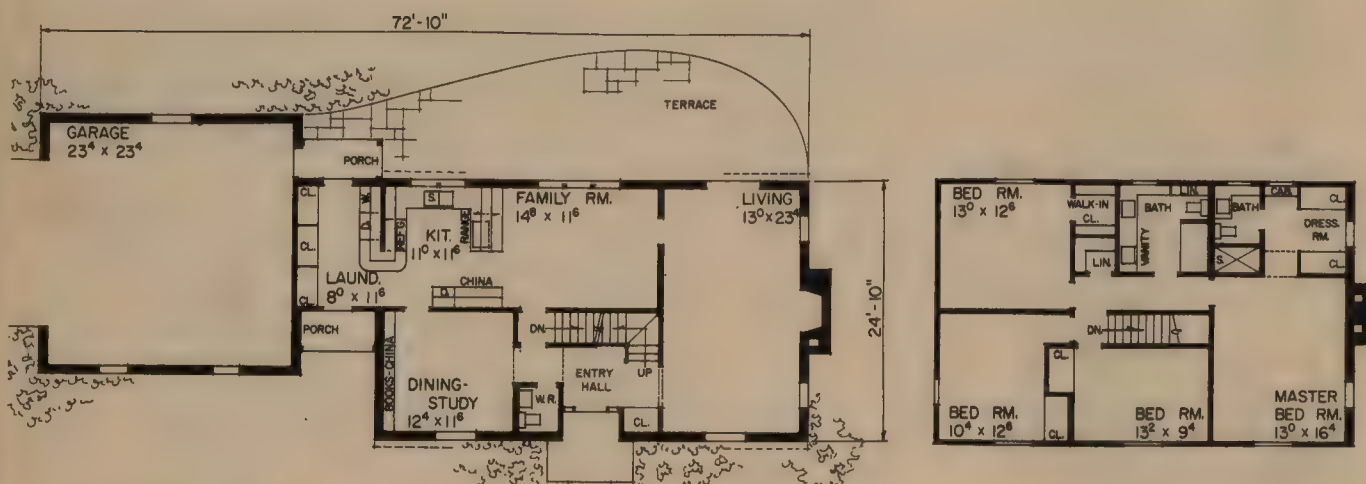 72'-10"
TERRACE
GARAGE
23⁴ x 23⁴
PORCH
CL.
CL.
CL.
W.
D.
REF'G.
S.
KIT.
11⁰ x 11⁶
RANGE
FAMILY RM.
14⁸ x 11⁶
LIVING
13⁰ x 23⁴
LAUND.
8⁰ x 11⁶
CHINA
O.
PORCH
BOOKS-CHINA
DN
UP
ENTRY
HALL
DINING-
STUDY
12⁴ x 11⁶
W.R.
CL.
24'-10"
BED RM.
13⁰ x 12⁶
WALK-IN
CL.
LIN.
BATH
VANITY
LIN.
BATH
S.
CL.
DRESS.
RM.
CL.
DN
CL.
CL.
BED RM.
10⁴ x 12⁶
BED RM.
13² x 9⁴
MASTER
BED RM.
13⁰ x 16⁴